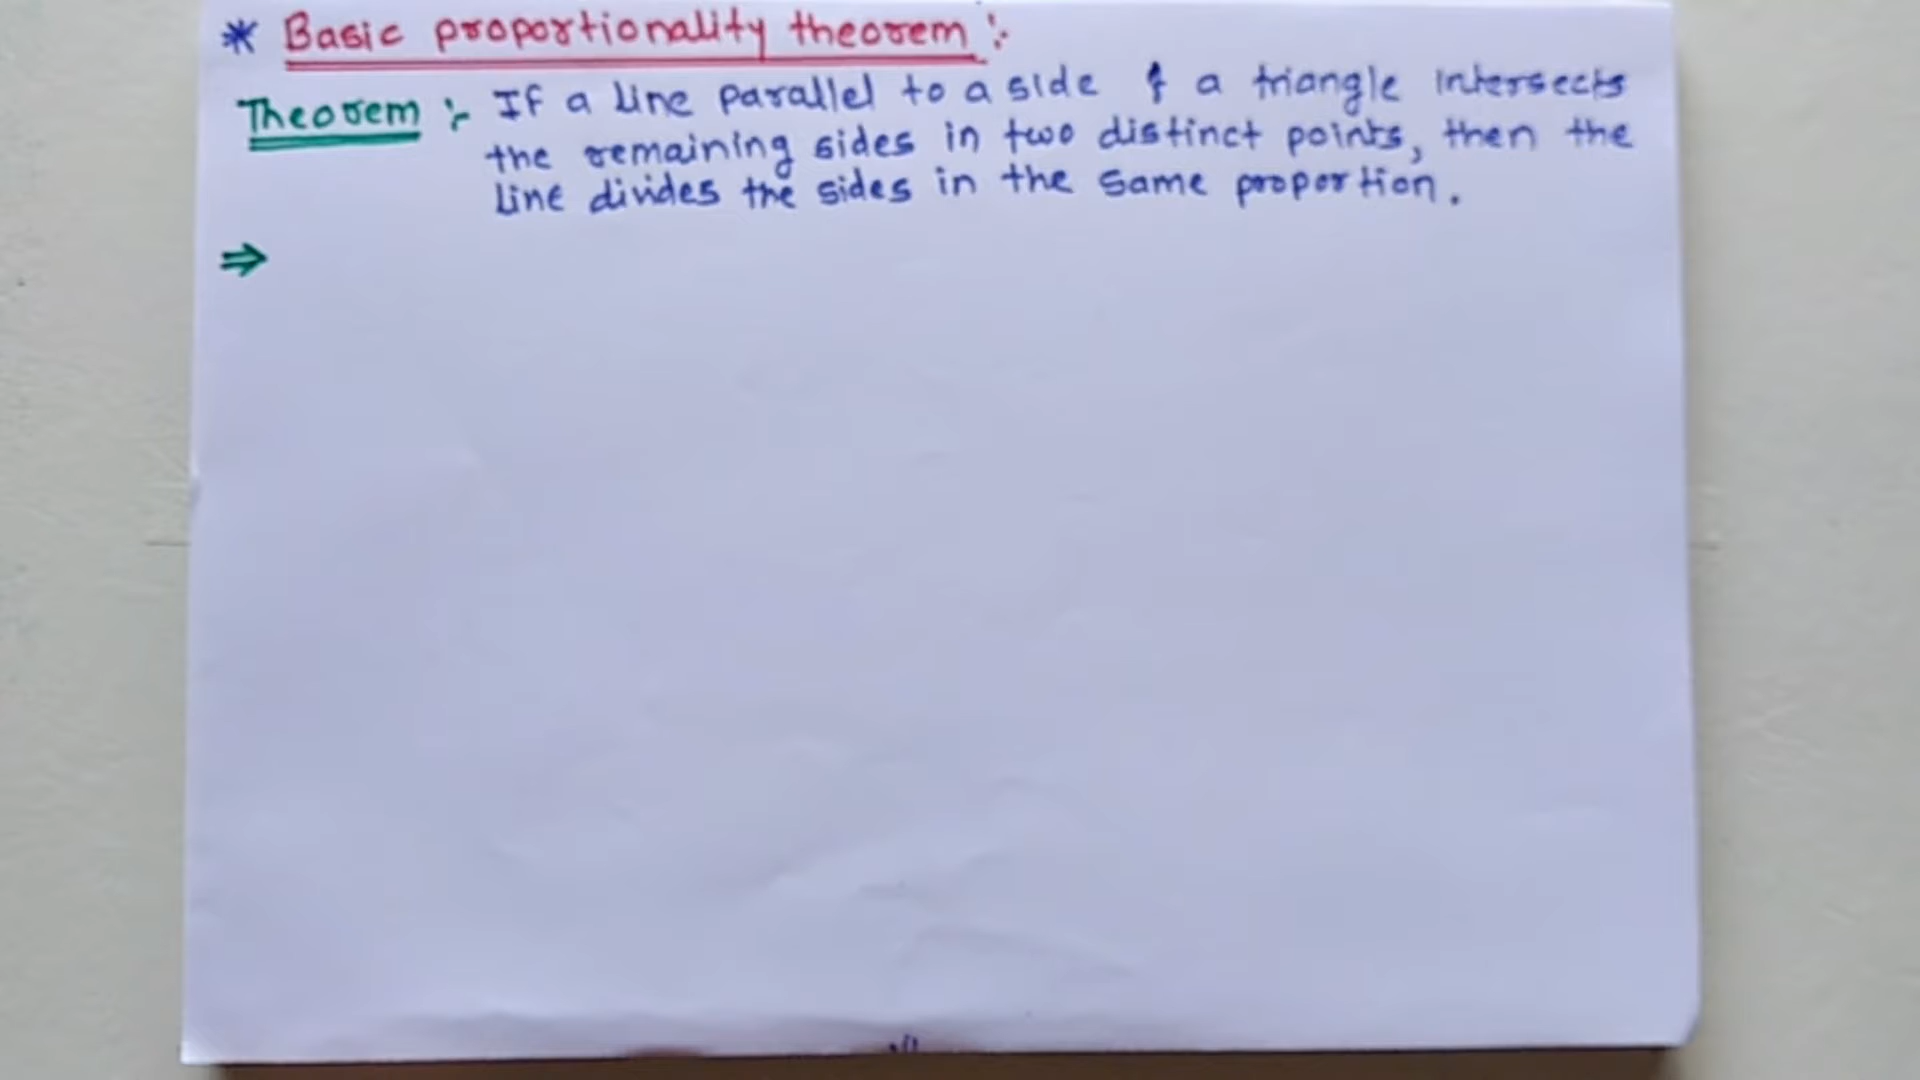 * Basic proportionality theorem :-
Theorem :- If a line parallel to a side of a triangle intersects
the remaining sides in two distinct points, then the
line divides the sides in the same proportion.
⇒